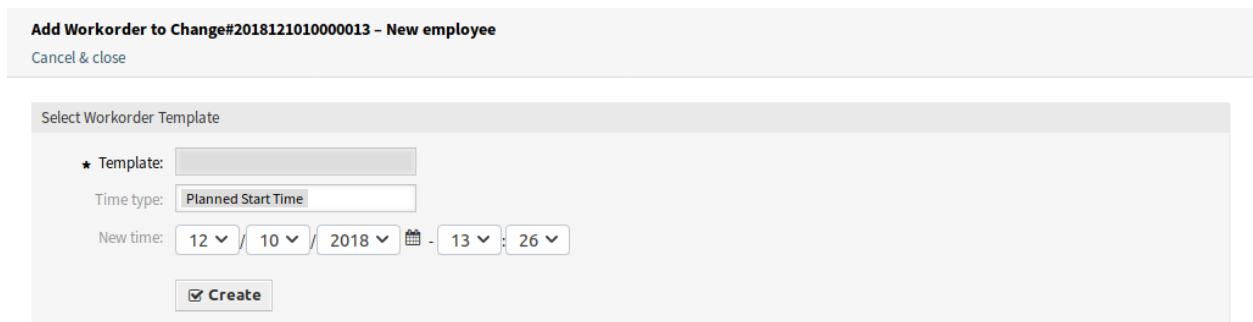 Add Workorder to Change#2018121010000013 – New employee
Cancel & close
Select Workorder Template
★ Template:
Time type: Planned Start Time
New time: 12 / 10 / 2018 - 13 : 26
Create